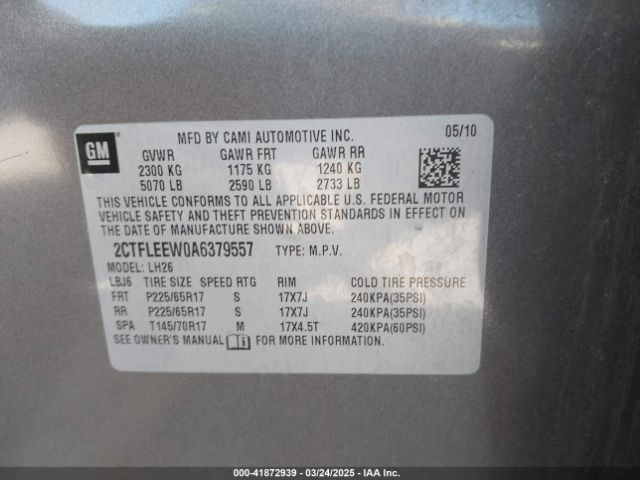 GM
MFD BY CAMI AUTOMOTIVE INC. 05/10
GVWR GAWR FRT GAWR RR
2300 KG 1175 KG 1240 KG
5070 LB 2590 LB 2733 LB
THIS VEHICLE CONFORMS TO ALL APPLICABLE U.S. FEDERAL MOTOR
VEHICLE SAFETY AND THEFT PREVENTION STANDARDS IN EFFECT ON
THE DATE OF MANUFACTURE SHOWN ABOVE.
2CTFLEEW0A6379557 TYPE: M.P.V.
MODEL: LH26
LBJ6 TIRE SIZE SPEED RTG RIM COLD TIRE PRESSURE
FRT P225/65R17 S 17X7J 240KPA(35PSI)
RR P225/65R17 S 17X7J 240KPA(35PSI)
SPA T145/70R17 M 17X4.5T 420KPA(60PSI)
SEE OWNER'S MANUAL FOR MORE INFORMATION.
000-41872939 • 03/24/2025 • IAA, Inc.